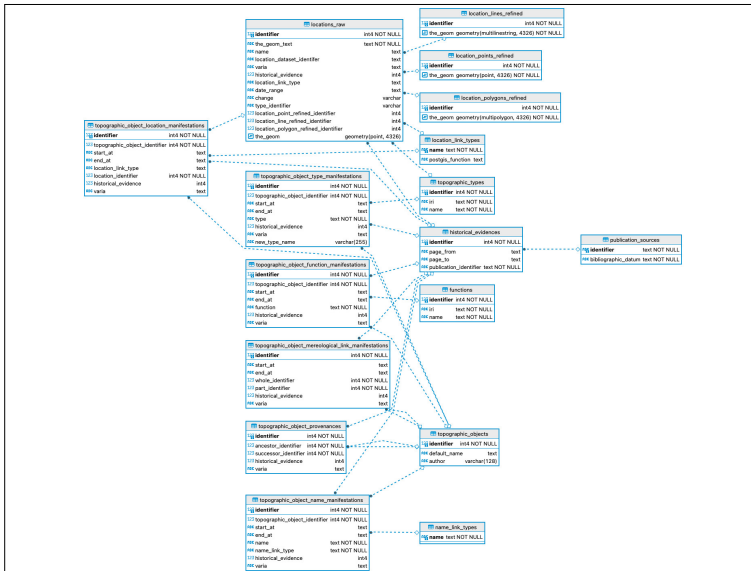 locations_raw
identifier int4 NOT NULL
the_geom_text text NOT NULL
name text
location_dataset_identifer text
varia text
historical_evidence int4
location_link_type text
date_range text
change varchar
type_identifier varchar
location_point_refined_identifier int4
location_line_refined_identifier int4
location_polygon_refined_identifier int4
the_geom geometry(point, 4326)
location_lines_refined
identifier int4 NOT NULL
the_geom geometry(multilinestring, 4326) NOT NULL
location_points_refined
identifier int4 NOT NULL
the_geom geometry(point, 4326) NOT NULL
location_polygons_refined
identifier int4 NOT NULL
the_geom geometry(multipolygon, 4326) NOT NULL
topographic_object_location_manifestations
identifier int4 NOT NULL
topographic_object_identifier int4 NOT NULL
start_at text
end_at text
location_link_type text
location_identifier int4 NOT NULL
historical_evidence int4
varia text
location_link_types
name text NOT NULL
postgis_function text
topographic_object_type_manifestations
identifier int4 NOT NULL
topographic_object_identifier int4 NOT NULL
start_at text
end_at text
type text NOT NULL
historical_evidence int4
varia text
new_type_name varchar(255)
topographic_types
identifier int4 NOT NULL
iri text NOT NULL
name text NOT NULL
historical_evidences
identifier int4 NOT NULL
page_from text
page_to text
publication_identifier text NOT NULL
publication_sources
identifier text NOT NULL
bibliographic_datum text NOT NULL
topographic_object_function_manifestations
identifier int4 NOT NULL
topographic_object_identifier int4 NOT NULL
start_at text
end_at text
function text NOT NULL
historical_evidence int4
varia text
functions
identifier int4 NOT NULL
iri text NOT NULL
name text NOT NULL
topographic_object_mereological_link_manifestations
identifier int4 NOT NULL
start_at text
end_at text
whole_identifier int4 NOT NULL
part_identifier int4 NOT NULL
historical_evidence int4
varia text
topographic_object_provenances
identifier int4 NOT NULL
ancestor_identifier int4 NOT NULL
successor_identifier int4 NOT NULL
historical_evidence int4
varia text
topographic_objects
identifier int4 NOT NULL
default_name text
author varchar(128)
topographic_object_name_manifestations
identifier int4 NOT NULL
topographic_object_identifier int4 NOT NULL
start_at text
end_at text
name text NOT NULL
name_link_type text NOT NULL
historical_evidence int4
varia text
name_link_types
name text NOT NULL